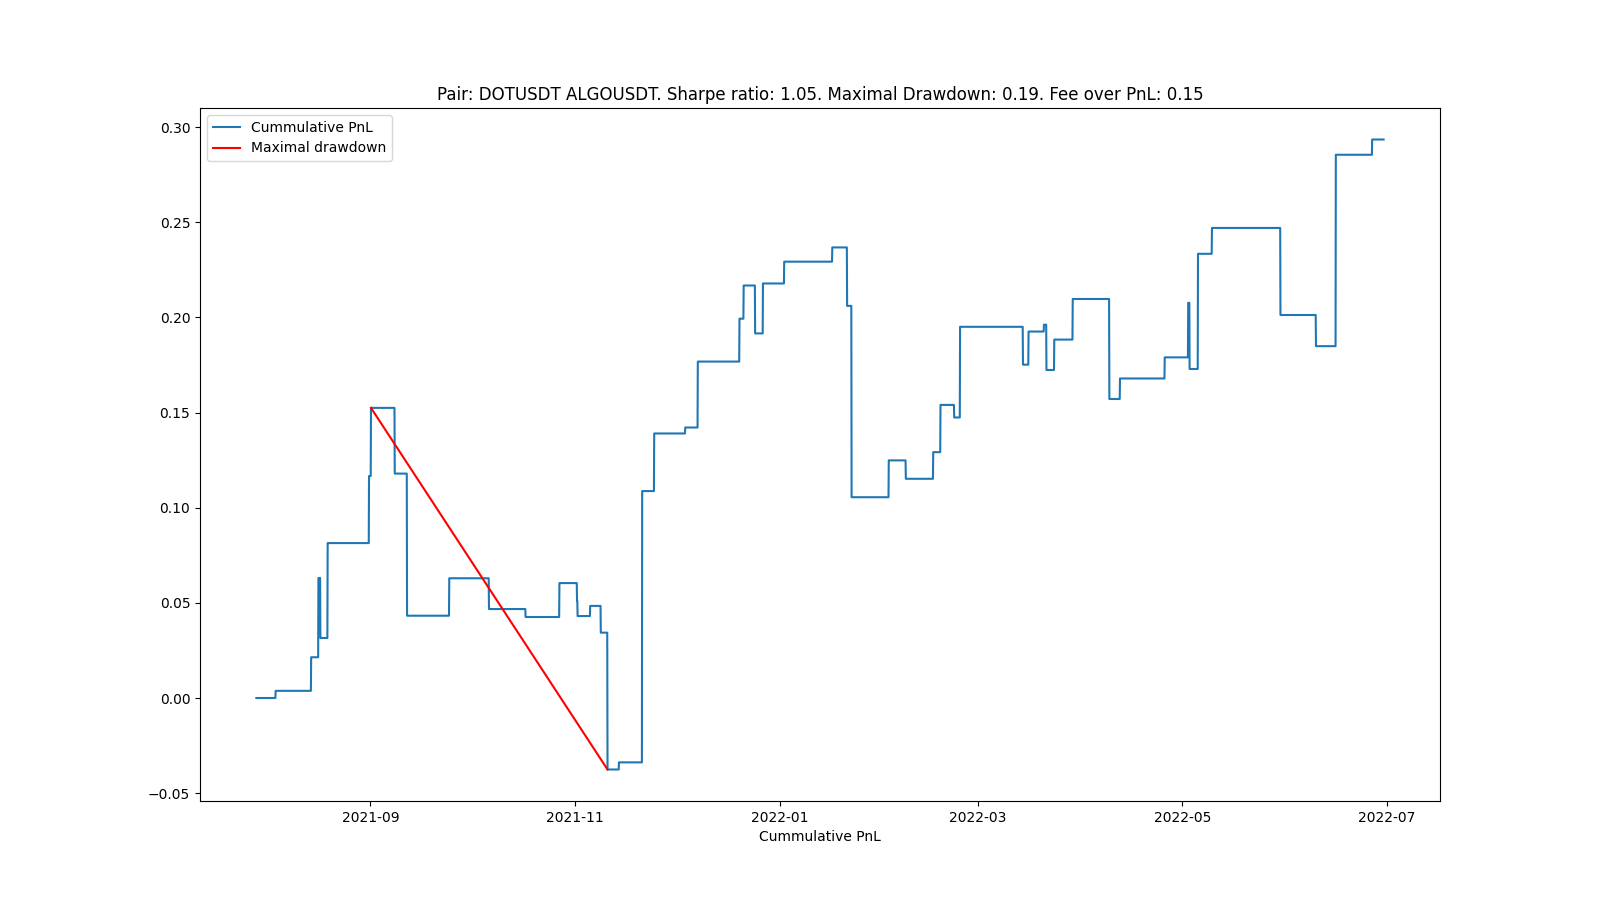 Pair: DOTUSDT ALGOUSDT. Sharpe ratio: 1.05. Maximal Drawdown: 0.19. Fee over PnL: 0.15
Cummulative PnL
Maximal drawdown
0.30
0.25
0.20
0.15
0.10
0.05
0.00
−0.05
2021-09 2021-11 2022-01 2022-03 2022-05 2022-07
Cummulative PnL